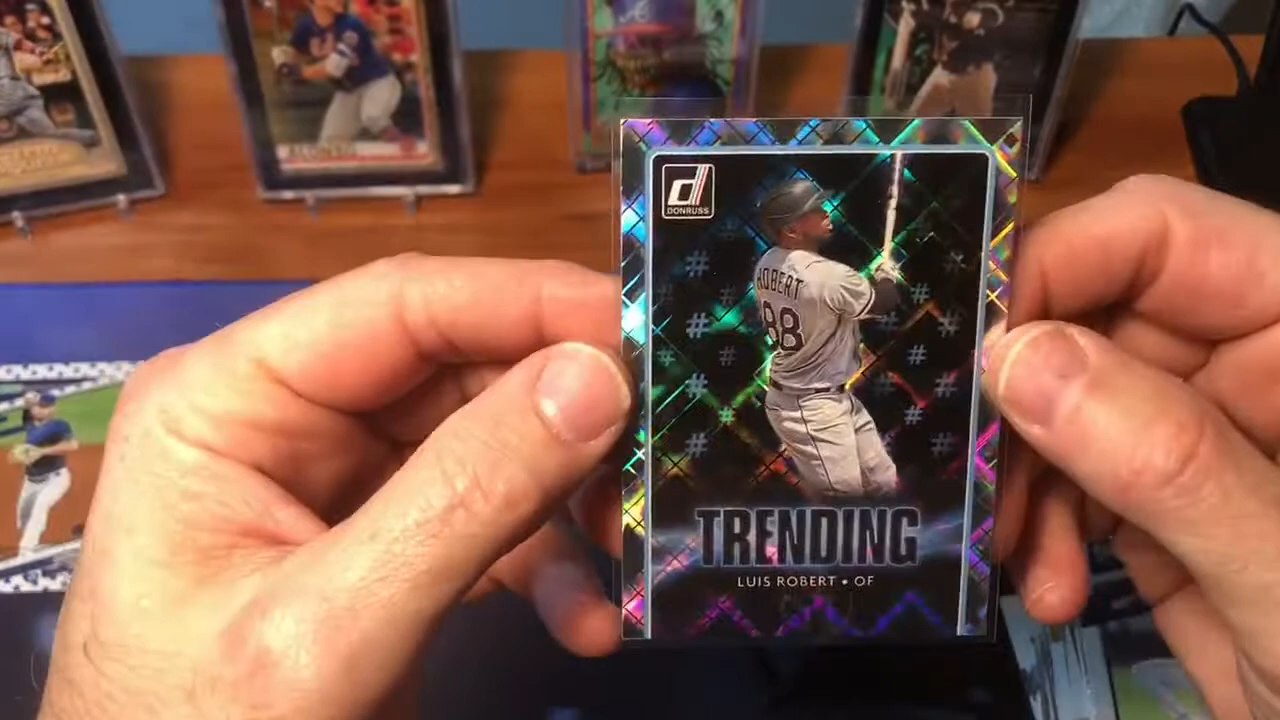 d
DONRUSS
ROBERT
88
# # # # # # # # # # # # # # # #
TRENDING
LUIS ROBERT • OF